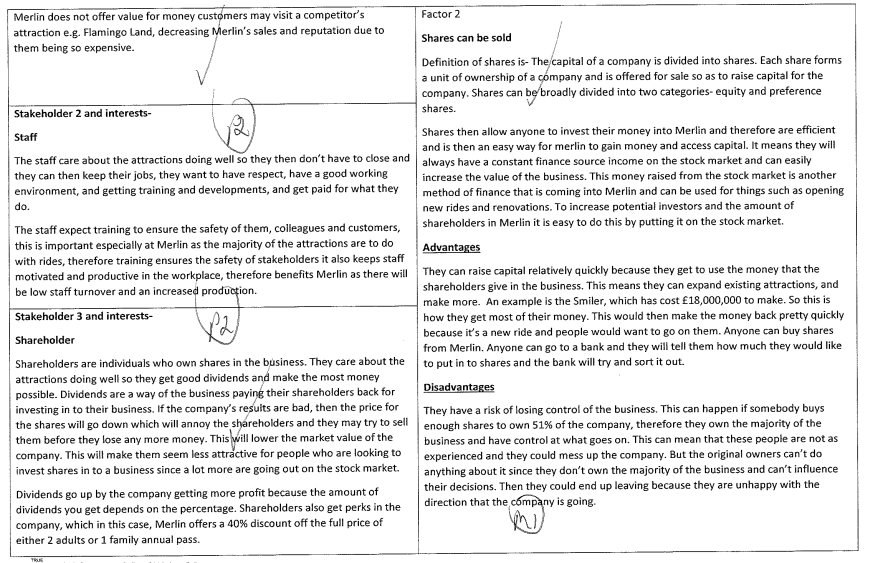 Merlin does not offer value for money customers may visit a competitor's
attraction e.g. Flamingo Land, decreasing Merlin's sales and reputation due to
them being so expensive.
Stakeholder 2 and interests-
P2
Staff
The staff care about the attractions doing well so they then don't have to close and
they can then keep their jobs, they want to have respect, have a good working
environment, and getting training and developments, and get paid for what they
do.
The staff expect training to ensure the safety of them, colleagues and customers,
this is important especially at Merlin as the majority of the attractions are to do
with rides, therefore training ensures the safety of stakeholders it also keeps staff
motivated and productive in the workplace, therefore benefits Merlin as there will
be low staff turnover and an increased production.
Stakeholder 3 and interests-
P2
Shareholder
Shareholders are individuals who own shares in the business. They care about the
attractions doing well so they get good dividends and make the most money
possible. Dividends are a way of the business paying their shareholders back for
investing in to their business. If the company's results are bad, then the price for
the shares will go down which will annoy the shareholders and they may try to sell
them before they lose any more money. This will lower the market value of the
company. This will make them seem less attractive for people who are looking to
invest shares in to a business since a lot more are going out on the stock market.
Dividends go up by the company getting more profit because the amount of
dividends you get depends on the percentage. Shareholders also get perks in the
company, which in this case, Merlin offers a 40% discount off the full price of
either 2 adults or 1 family annual pass.
Factor 2
Shares can be sold
Definition of shares is- The capital of a company is divided into shares. Each share forms
a unit of ownership of a company and is offered for sale so as to raise capital for the
company. Shares can be broadly divided into two categories- equity and preference
shares.
Shares then allow anyone to invest their money into Merlin and therefore are efficient
and is then an easy way for merlin to gain money and access capital. It means they will
always have a constant finance source income on the stock market and can easily
increase the value of the business. This money raised from the stock market is another
method of finance that is coming into Merlin and can be used for things such as opening
new rides and renovations. To increase potential investors and the amount of
shareholders in Merlin it is easy to do this by putting it on the stock market.
Advantages
They can raise capital relatively quickly because they get to use the money that the
shareholders give in the business. This means they can expand existing attractions, and
make more. An example is the Smiler, which has cost £18,000,000 to make. So this is
how they get most of their money. This would then make the money back pretty quickly
because it's a new ride and people would want to go on them. Anyone can buy shares
from Merlin. Anyone can go to a bank and they will tell them how much they would like
to put in to shares and the bank will try and sort it out.
Disadvantages
They have a risk of losing control of the business. This can happen if somebody buys
enough shares to own 51% of the company, therefore they own the majority of the
business and have control at what goes on. This can mean that these people are not as
experienced and they could mess up the company. But the original owners can't do
anything about it since they don't own the majority of the business and can't influence
their decisions. Then they could end up leaving because they are unhappy with the
direction that the company is going.
M1
TRUE